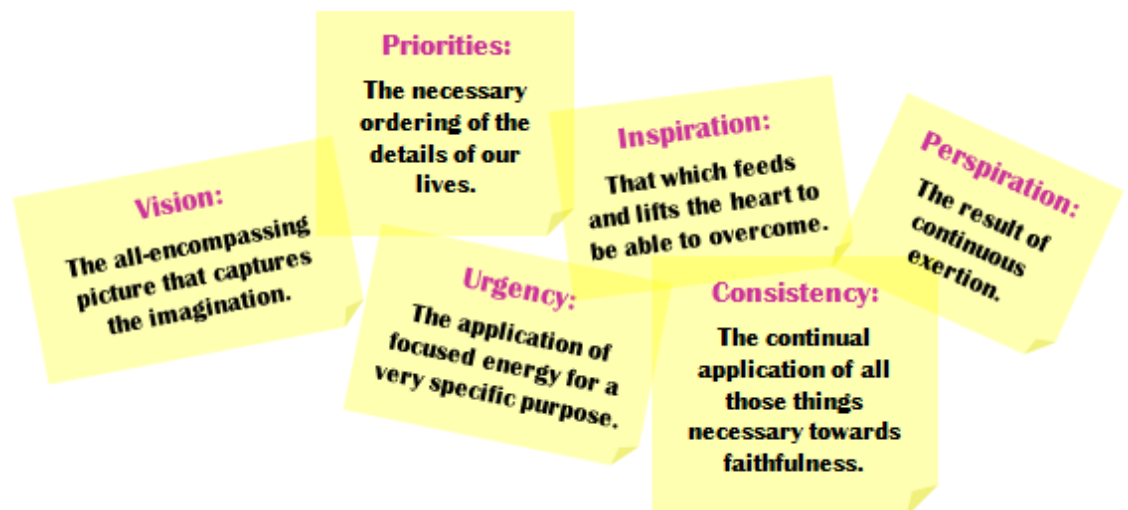 Vision:
The all-encompassing
picture that captures
the imagination.
Priorities:
The necessary
ordering of the
details of our
lives.
Urgency:
The application of
focused energy for a
very specific purpose.
Inspiration:
That which feeds
and lifts the heart to
be able to overcome.
Consistency:
The continual
application of all
those things
necessary towards
faithfulness.
Perspiration:
The result of
continuous
exertion.